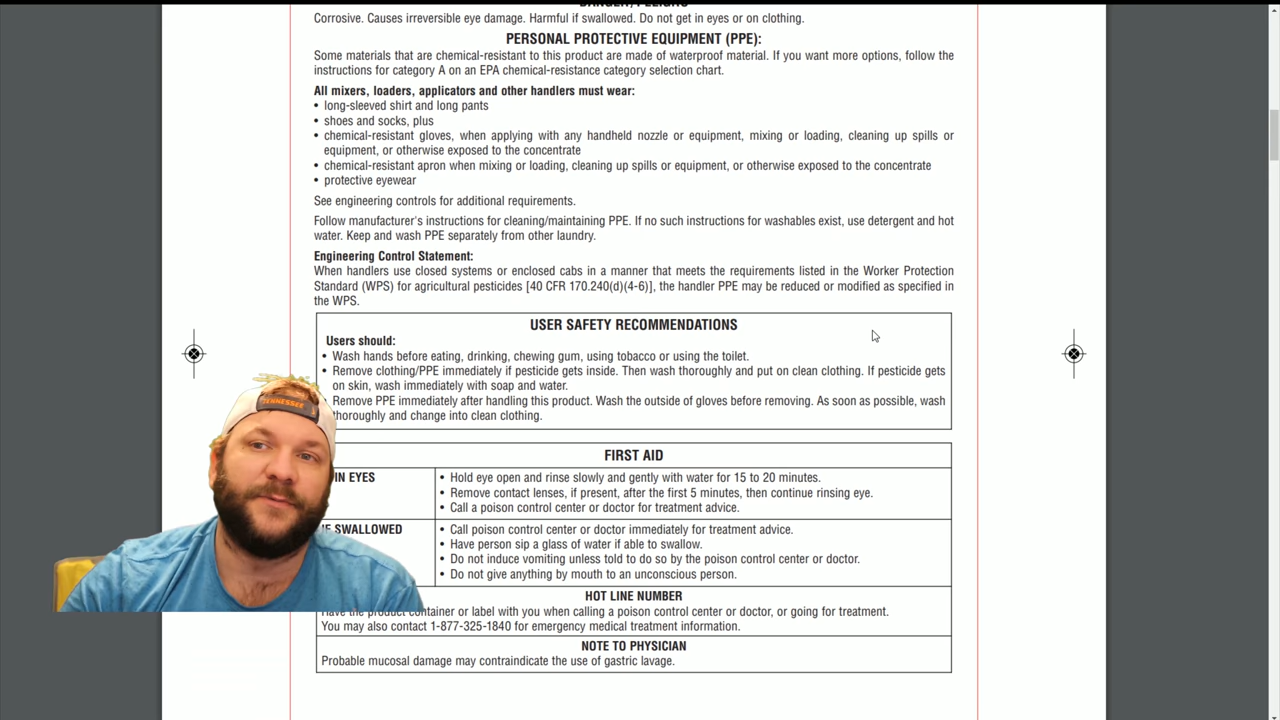 Corrosive. Causes irreversible eye damage. Harmful if swallowed. Do not get in eyes or on clothing.
PERSONAL PROTECTIVE EQUIPMENT (PPE):
Some materials that are chemical-resistant to this product are made of waterproof material. If you want more options, follow the
instructions for category A on an EPA chemical-resistance category selection chart.
All mixers, loaders, applicators and other handlers must wear:
• long-sleeved shirt and long pants
• shoes and socks, plus
• chemical-resistant gloves, when applying with any handheld nozzle or equipment, mixing or loading, cleaning up spills or
equipment, or otherwise exposed to the concentrate
• chemical-resistant apron when mixing or loading, cleaning up spills or equipment, or otherwise exposed to the concentrate
• protective eyewear
See engineering controls for additional requirements.
Follow manufacturer's instructions for cleaning/maintaining PPE. If no such instructions for washables exist, use detergent and hot
water. Keep and wash PPE separately from other laundry.
Engineering Control Statement:
When handlers use closed systems or enclosed cabs in a manner that meets the requirements listed in the Worker Protection
Standard (WPS) for agricultural pesticides [40 CFR 170.240(d)(4-6)], the handler PPE may be reduced or modified as specified in
the WPS.
USER SAFETY RECOMMENDATIONS
Users should:
• Wash hands before eating, drinking, chewing gum, using tobacco or using the toilet.
• Remove clothing/PPE immediately if pesticide gets inside. Then wash thoroughly and put on clean clothing. If pesticide gets
on skin, wash immediately with soap and water.
Remove PPE immediately after handling this product. Wash the outside of gloves before removing. As soon as possible, wash
thoroughly and change into clean clothing.
TENNESSEE
FIRST AID
IN EYES
• Hold eye open and rinse slowly and gently with water for 15 to 20 minutes.
• Remove contact lenses, if present, after the first 5 minutes, then continue rinsing eye.
• Call a poison control center or doctor for treatment advice.
SWALLOWED
• Call poison control center or doctor immediately for treatment advice.
• Have person sip a glass of water if able to swallow.
• Do not induce vomiting unless told to do so by the poison control center or doctor.
• Do not give anything by mouth to an unconscious person.
HOT LINE NUMBER
Have the product container or label with you when calling a poison control center or doctor, or going for treatment.
You may also contact 1-877-325-1840 for emergency medical treatment information.
NOTE TO PHYSICIAN
Probable mucosal damage may contraindicate the use of gastric lavage.